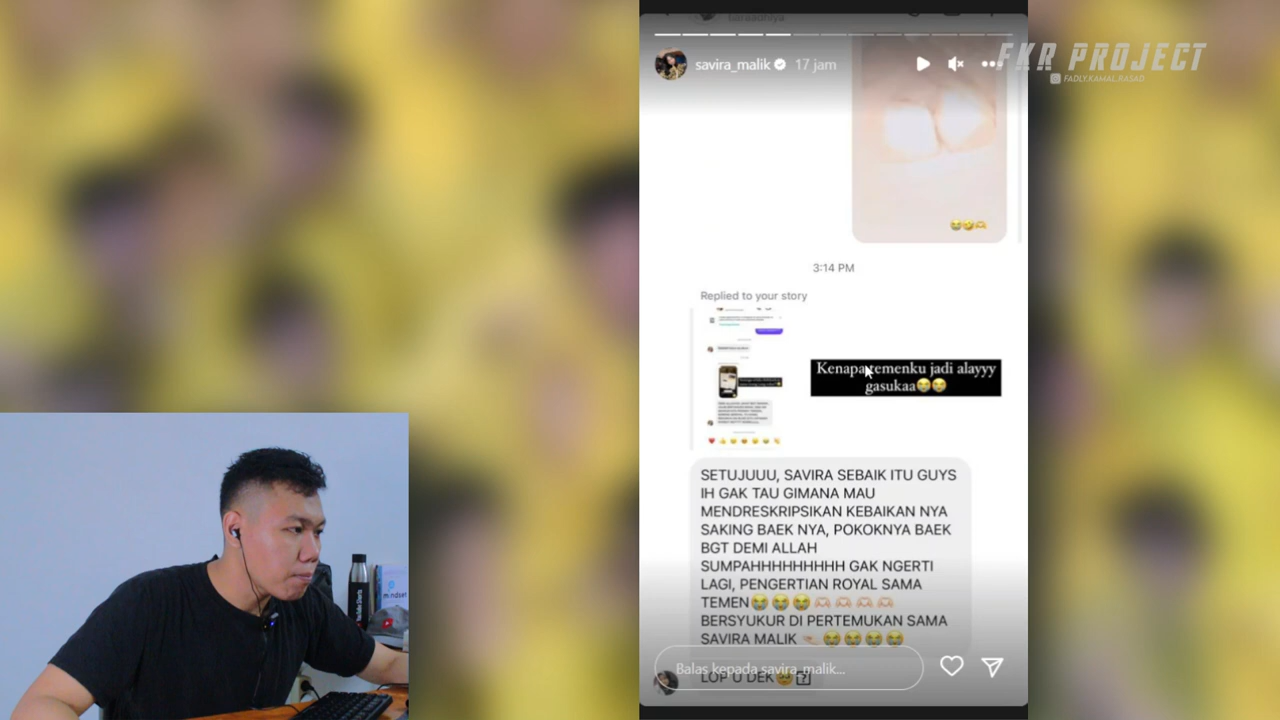 FKR PROJECT
FADLY.KAMAL.RASAD
savira_malik 17 jam
3:14 PM
Replied to your story
Kenapa temenku jadi alayyy
gasukaa😭😭
SETUJUUU, SAVIRA SEBAIK ITU GUYS
IH GAK TAU GIMANA MAU
MENDRESKRIPSIKAN KEBAIKAN NYA
SAKING BAEK NYA, POKOKNYA BAEK
BGT DEMI ALLAH
SUMPAHHHHHHHHH GAK NGERTI
LAGI, PENGERTIAN ROYAL SAMA
TEMEN😭😭😭🫶🏻🫶🏻🫶🏻🫶🏻
BERSYUKUR DI PERTEMUKAN SAMA
SAVIRA MALIK 🫴🏻😭😭😭😭
Balas kepada savira_malik...
LOP U DEK🥺
YouTube Shorts